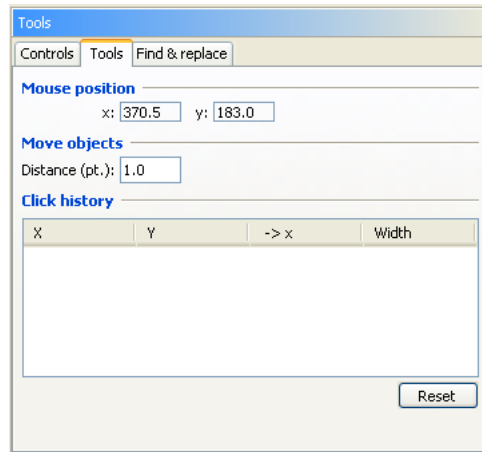 Tools
Controls Tools Find & replace
Mouse position
x: 370.5 y: 183.0
Move objects
Distance (pt.): 1.0
Click history
X Y -> x Width
Reset